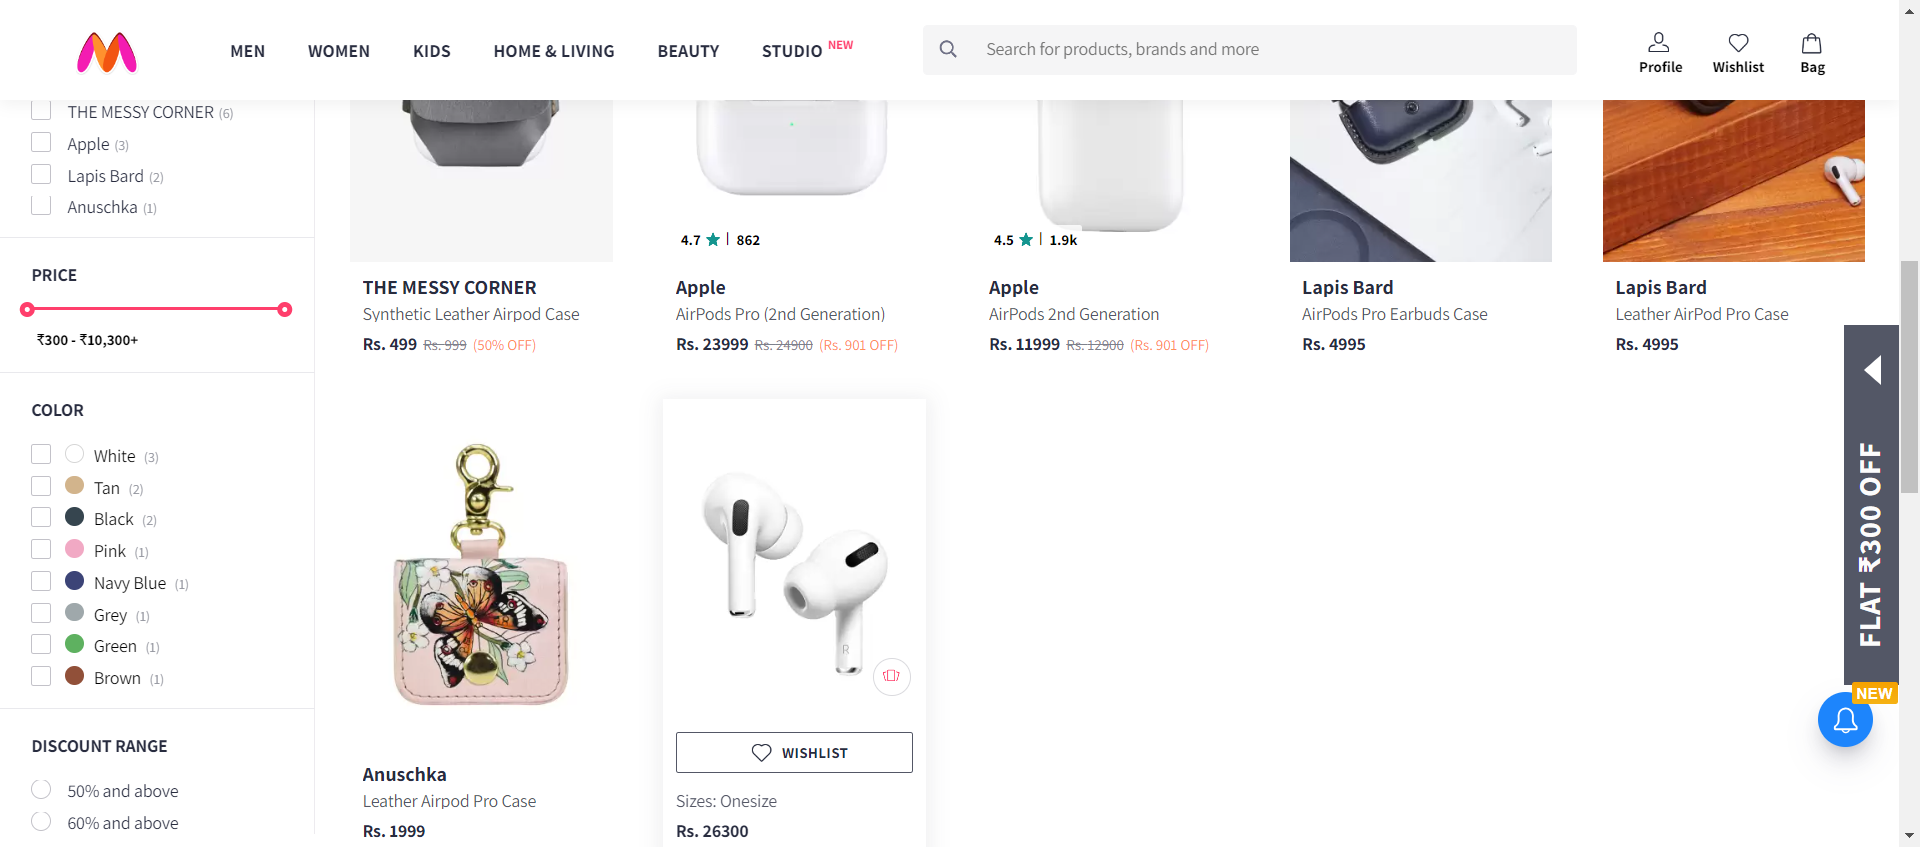 MEN WOMEN KIDS HOME & LIVING BEAUTY STUDIO NEW Search for products, brands and more Profile Wishlist Bag
THE MESSY CORNER (6)
Apple (3)
Lapis Bard (2)
Anuschka (1)
PRICE
₹300 - ₹10,300+
COLOR
White (3)
Tan (2)
Black (2)
Pink (1)
Navy Blue (1)
Grey (1)
Green (1)
Brown (1)
DISCOUNT RANGE
50% and above
60% and above
THE MESSY CORNER
Synthetic Leather Airpod Case
Rs. 499 Rs. 999 (50% OFF)
4.7 | 862
Apple
AirPods Pro (2nd Generation)
Rs. 23999 Rs. 24900 (Rs. 901 OFF)
4.5 | 1.9k
Apple
AirPods 2nd Generation
Rs. 11999 Rs. 12900 (Rs. 901 OFF)
Lapis Bard
AirPods Pro Earbuds Case
Rs. 4995
Lapis Bard
Leather AirPod Pro Case
Rs. 4995
Anuschka
Leather Airpod Pro Case
Rs. 1999
R
WISHLIST
Sizes: Onesize
Rs. 26300
FLAT ₹300 OFF
NEW